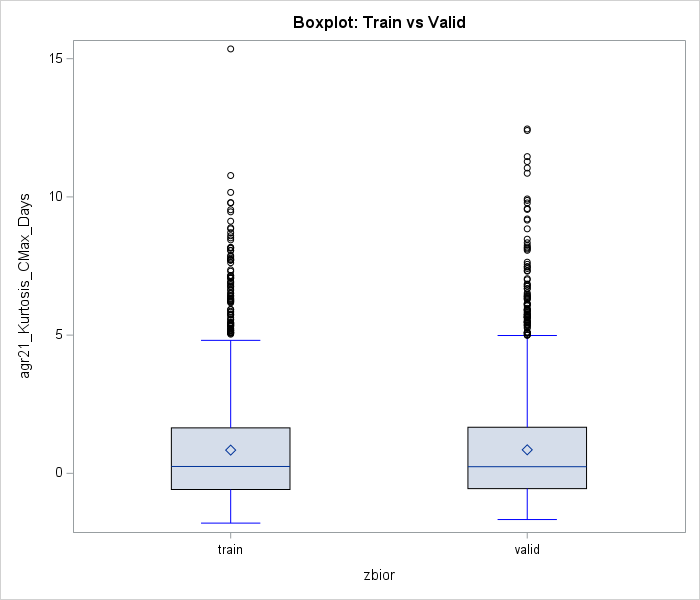 Boxplot: Train vs Valid
15
10
5
0
agr21_Kurtosis_CMax_Days
train
valid
zbior